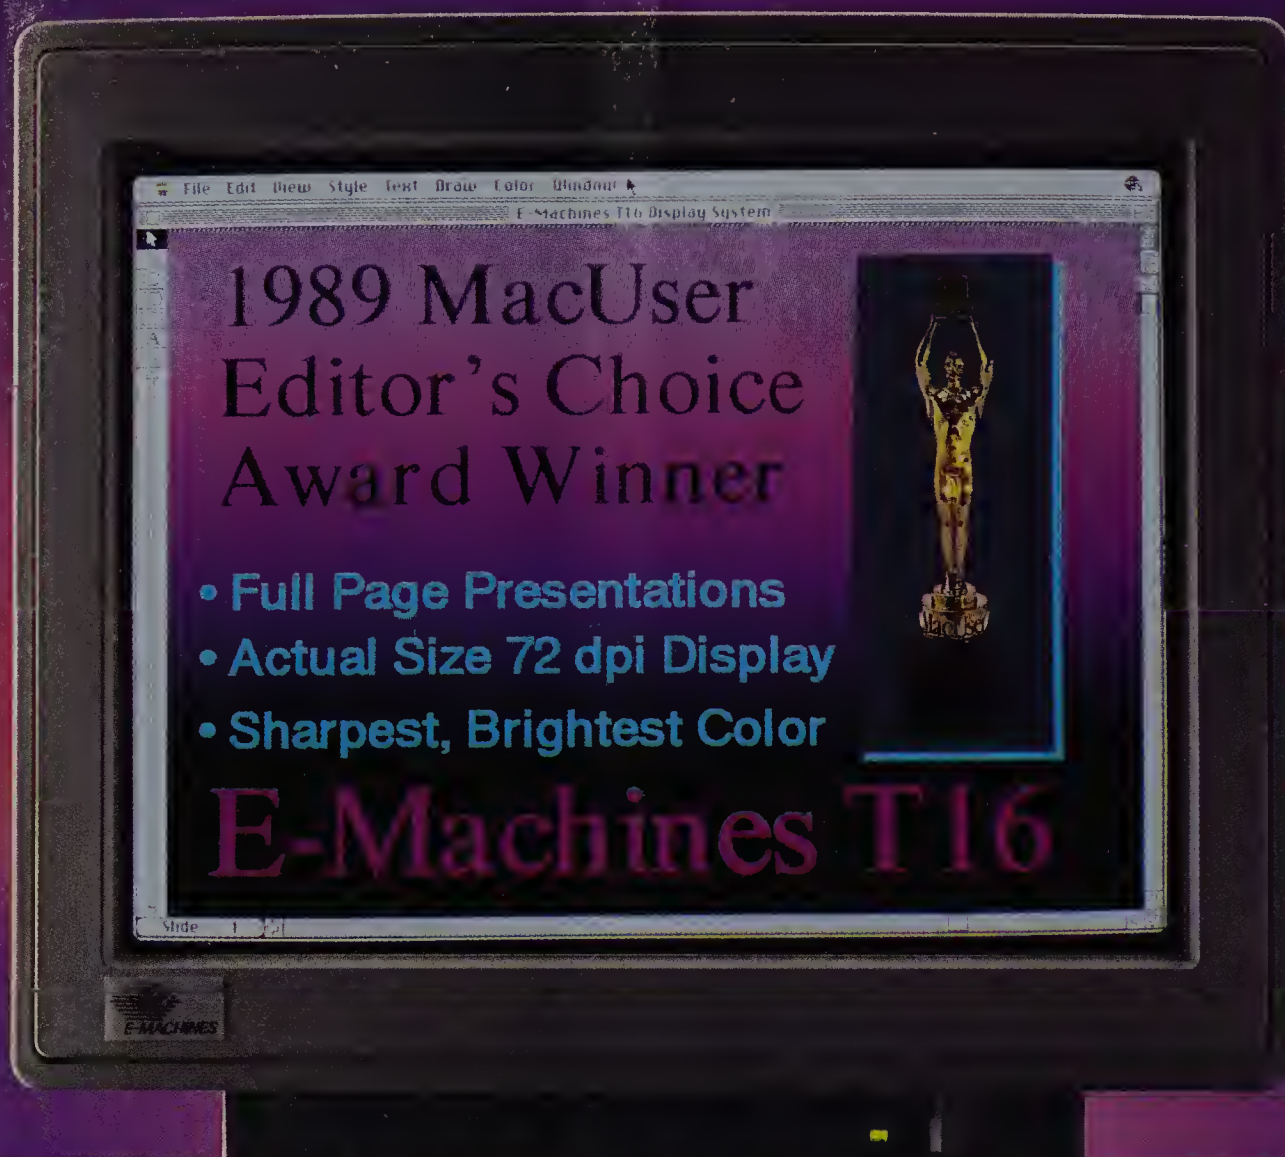 File Edit View Style Text Draw Color Window
E-Machines T16 Display System
1989 MacUser
Editor's Choice
Award Winner
• Full Page Presentations
• Actual Size 72 dpi Display
• Sharpest, Brightest Color
MacUser
E-Machines T16
Slide 1
E-MACHINES